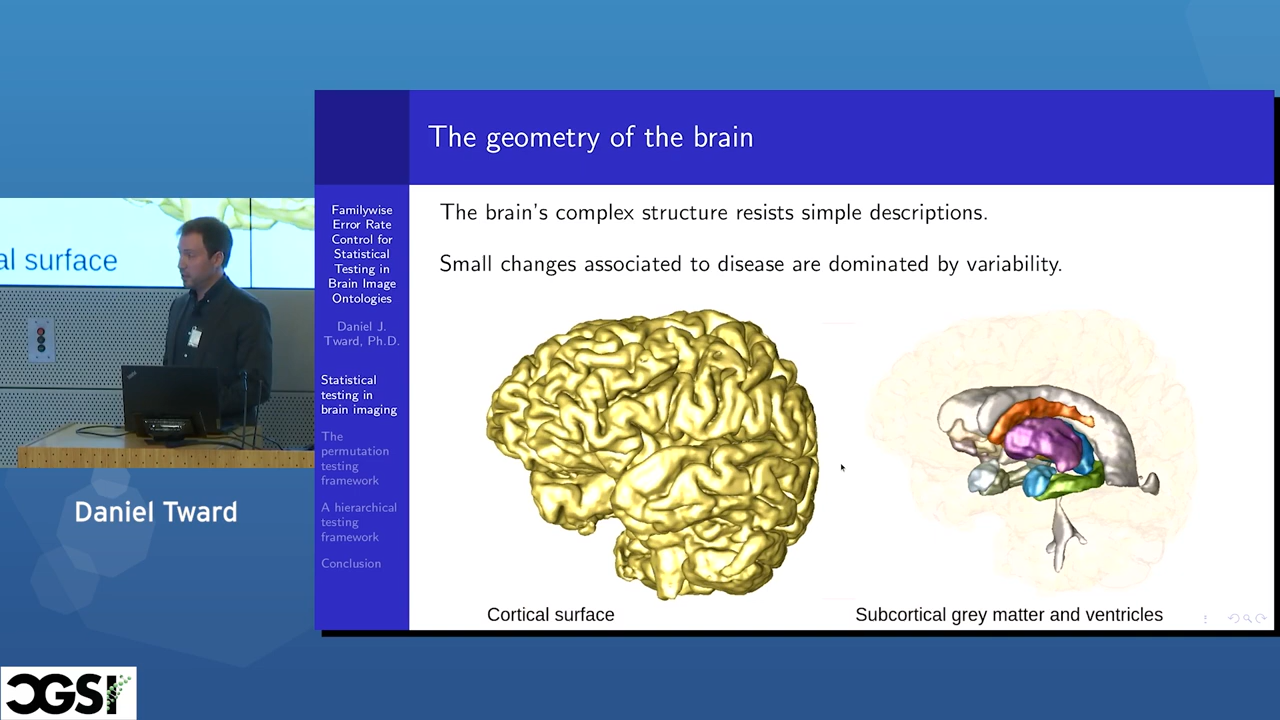 The geometry of the brain
Familywise
Error Rate
Control for
Statistical
Testing in
Brain Image
Ontologies
Daniel J.
Tward, Ph.D.
Statistical
testing in
brain imaging
The
permutation
testing
framework
A hierarchical
testing
framework
Conclusion
The brain's complex structure resists simple descriptions.
Small changes associated to disease are dominated by variability.
Cortical surface
Subcortical grey matter and ventricles
al surface
Daniel Tward
CGSI